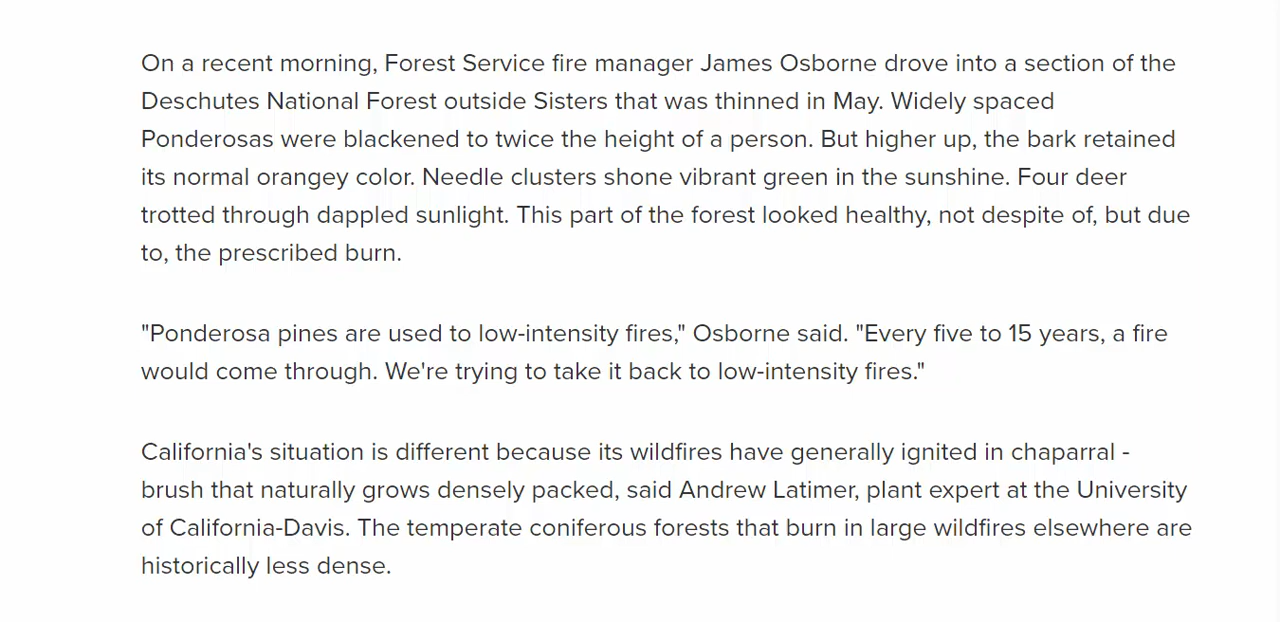 On a recent morning, Forest Service fire manager James Osborne drove into a section of the
Deschutes National Forest outside Sisters that was thinned in May. Widely spaced
Ponderosas were blackened to twice the height of a person. But higher up, the bark retained
its normal orangey color. Needle clusters shone vibrant green in the sunshine. Four deer
trotted through dappled sunlight. This part of the forest looked healthy, not despite of, but due
to, the prescribed burn.
"Ponderosa pines are used to low-intensity fires," Osborne said. "Every five to 15 years, a fire
would come through. We're trying to take it back to low-intensity fires."
California's situation is different because its wildfires have generally ignited in chaparral -
brush that naturally grows densely packed, said Andrew Latimer, plant expert at the University
of California-Davis. The temperate coniferous forests that burn in large wildfires elsewhere are
historically less dense.